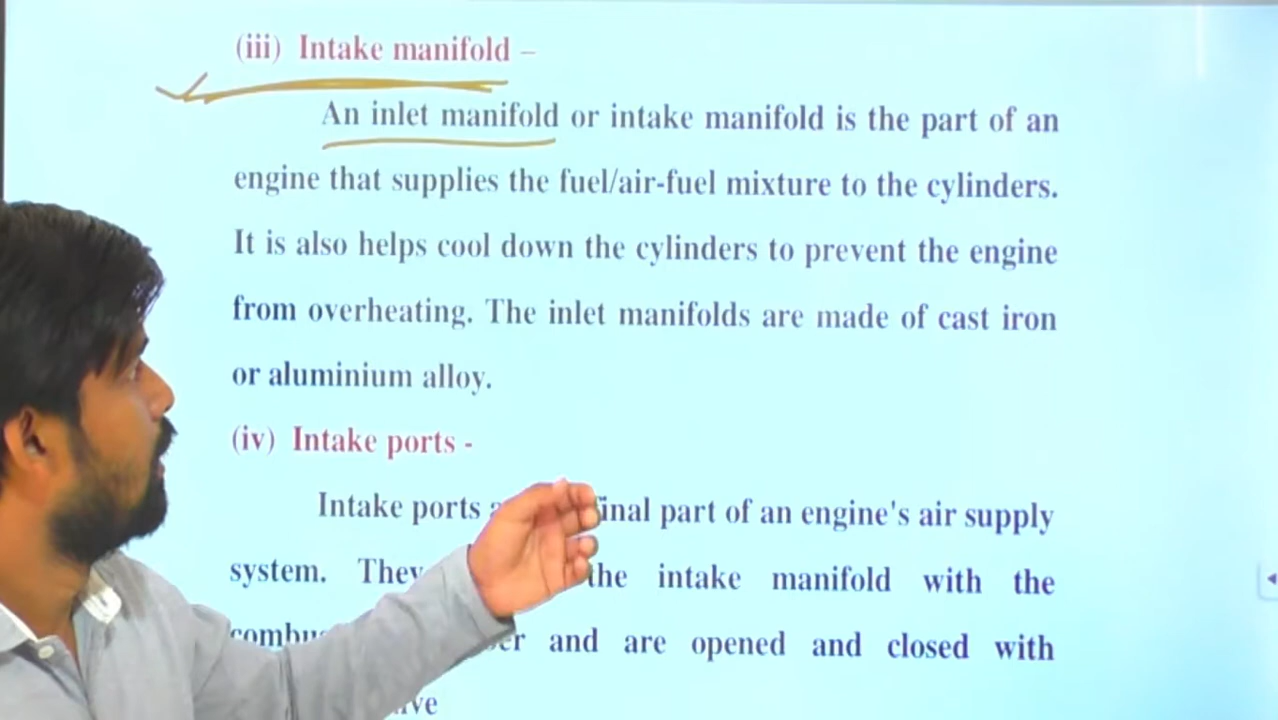 (iii) Intake manifold –
An inlet manifold or intake manifold is the part of an
engine that supplies the fuel/air-fuel mixture to the cylinders.
It is also helps cool down the cylinders to prevent the engine
from overheating. The inlet manifolds are made of cast iron
or aluminium alloy.
(iv) Intake ports -
Intake ports final part of an engine's air supply
system. They the intake manifold with the
and are opened and closed with